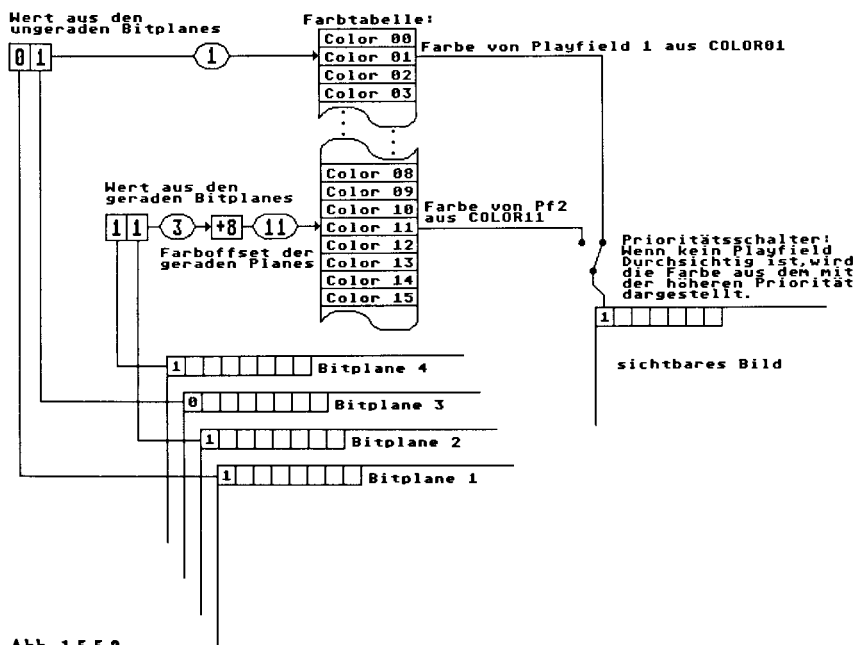 Wert aus den
ungeraden Bitplanes
0 1
1
Farbtabelle:
Color 00
Color 01
Color 02
Color 03
Farbe von Playfield 1 aus COLOR01
Color 08
Color 09
Color 10
Color 11
Color 12
Color 13
Color 14
Color 15
Wert aus den
geraden Bitplanes
1 1
3
+8
11
Farboffset der
geraden Planes
Farbe von Pf2
aus COLOR11
Prioritätsschalter:
Wenn kein Playfield
Durchsichtig ist,wird
die Farbe aus dem mit
der höheren Priorität
dargestellt.
1
sichtbares Bild
1
Bitplane 4
0
Bitplane 3
1
Bitplane 2
1
Bitplane 1